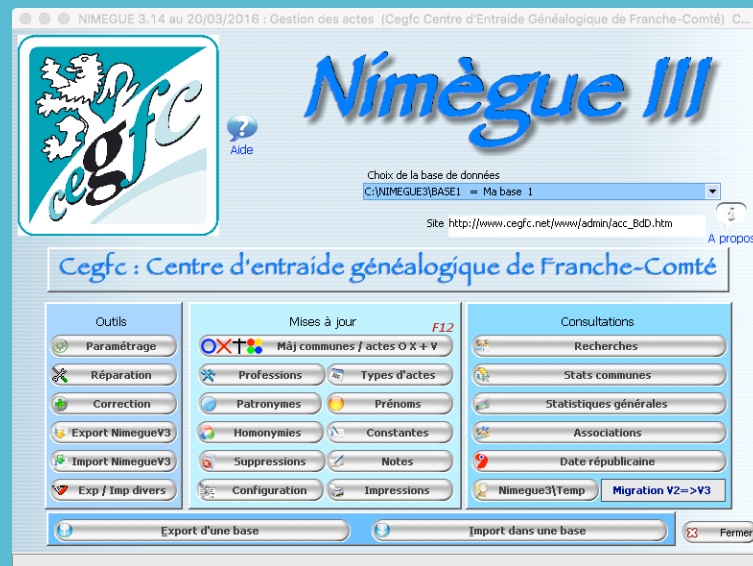 NIMEGUE 3.14 au 20/03/2016 : Gestion des actes (Cegfc Centre d'Entraide Généalogique de Franche-Comté) C...
cegfc
Nimègue III
Aide
Choix de la base de données
C:\NIMEGUE3\BASE1 = Ma base 1
Site http://www.cegfc.net/www/admin/acc_BdD.htm
A propos
Cegfc : Centre d'entraide généalogique de Franche-Comté
Outils
Paramétrage
Réparation
Correction
Export NimegueV3
Import NimegueV3
Exp / Imp divers
Mises à jour
F12
Màj communes / actes O X + V
Professions
Types d'actes
Patronymes
Prénoms
Homonymies
Constantes
Suppressions
Notes
Configuration
Impressions
Consultations
Recherches
Stats communes
Statistiques générales
Associations
Date républicaine
Nimegue3\Temp
Migration V2=>V3
Export d'une base
Import dans une base
Fermer